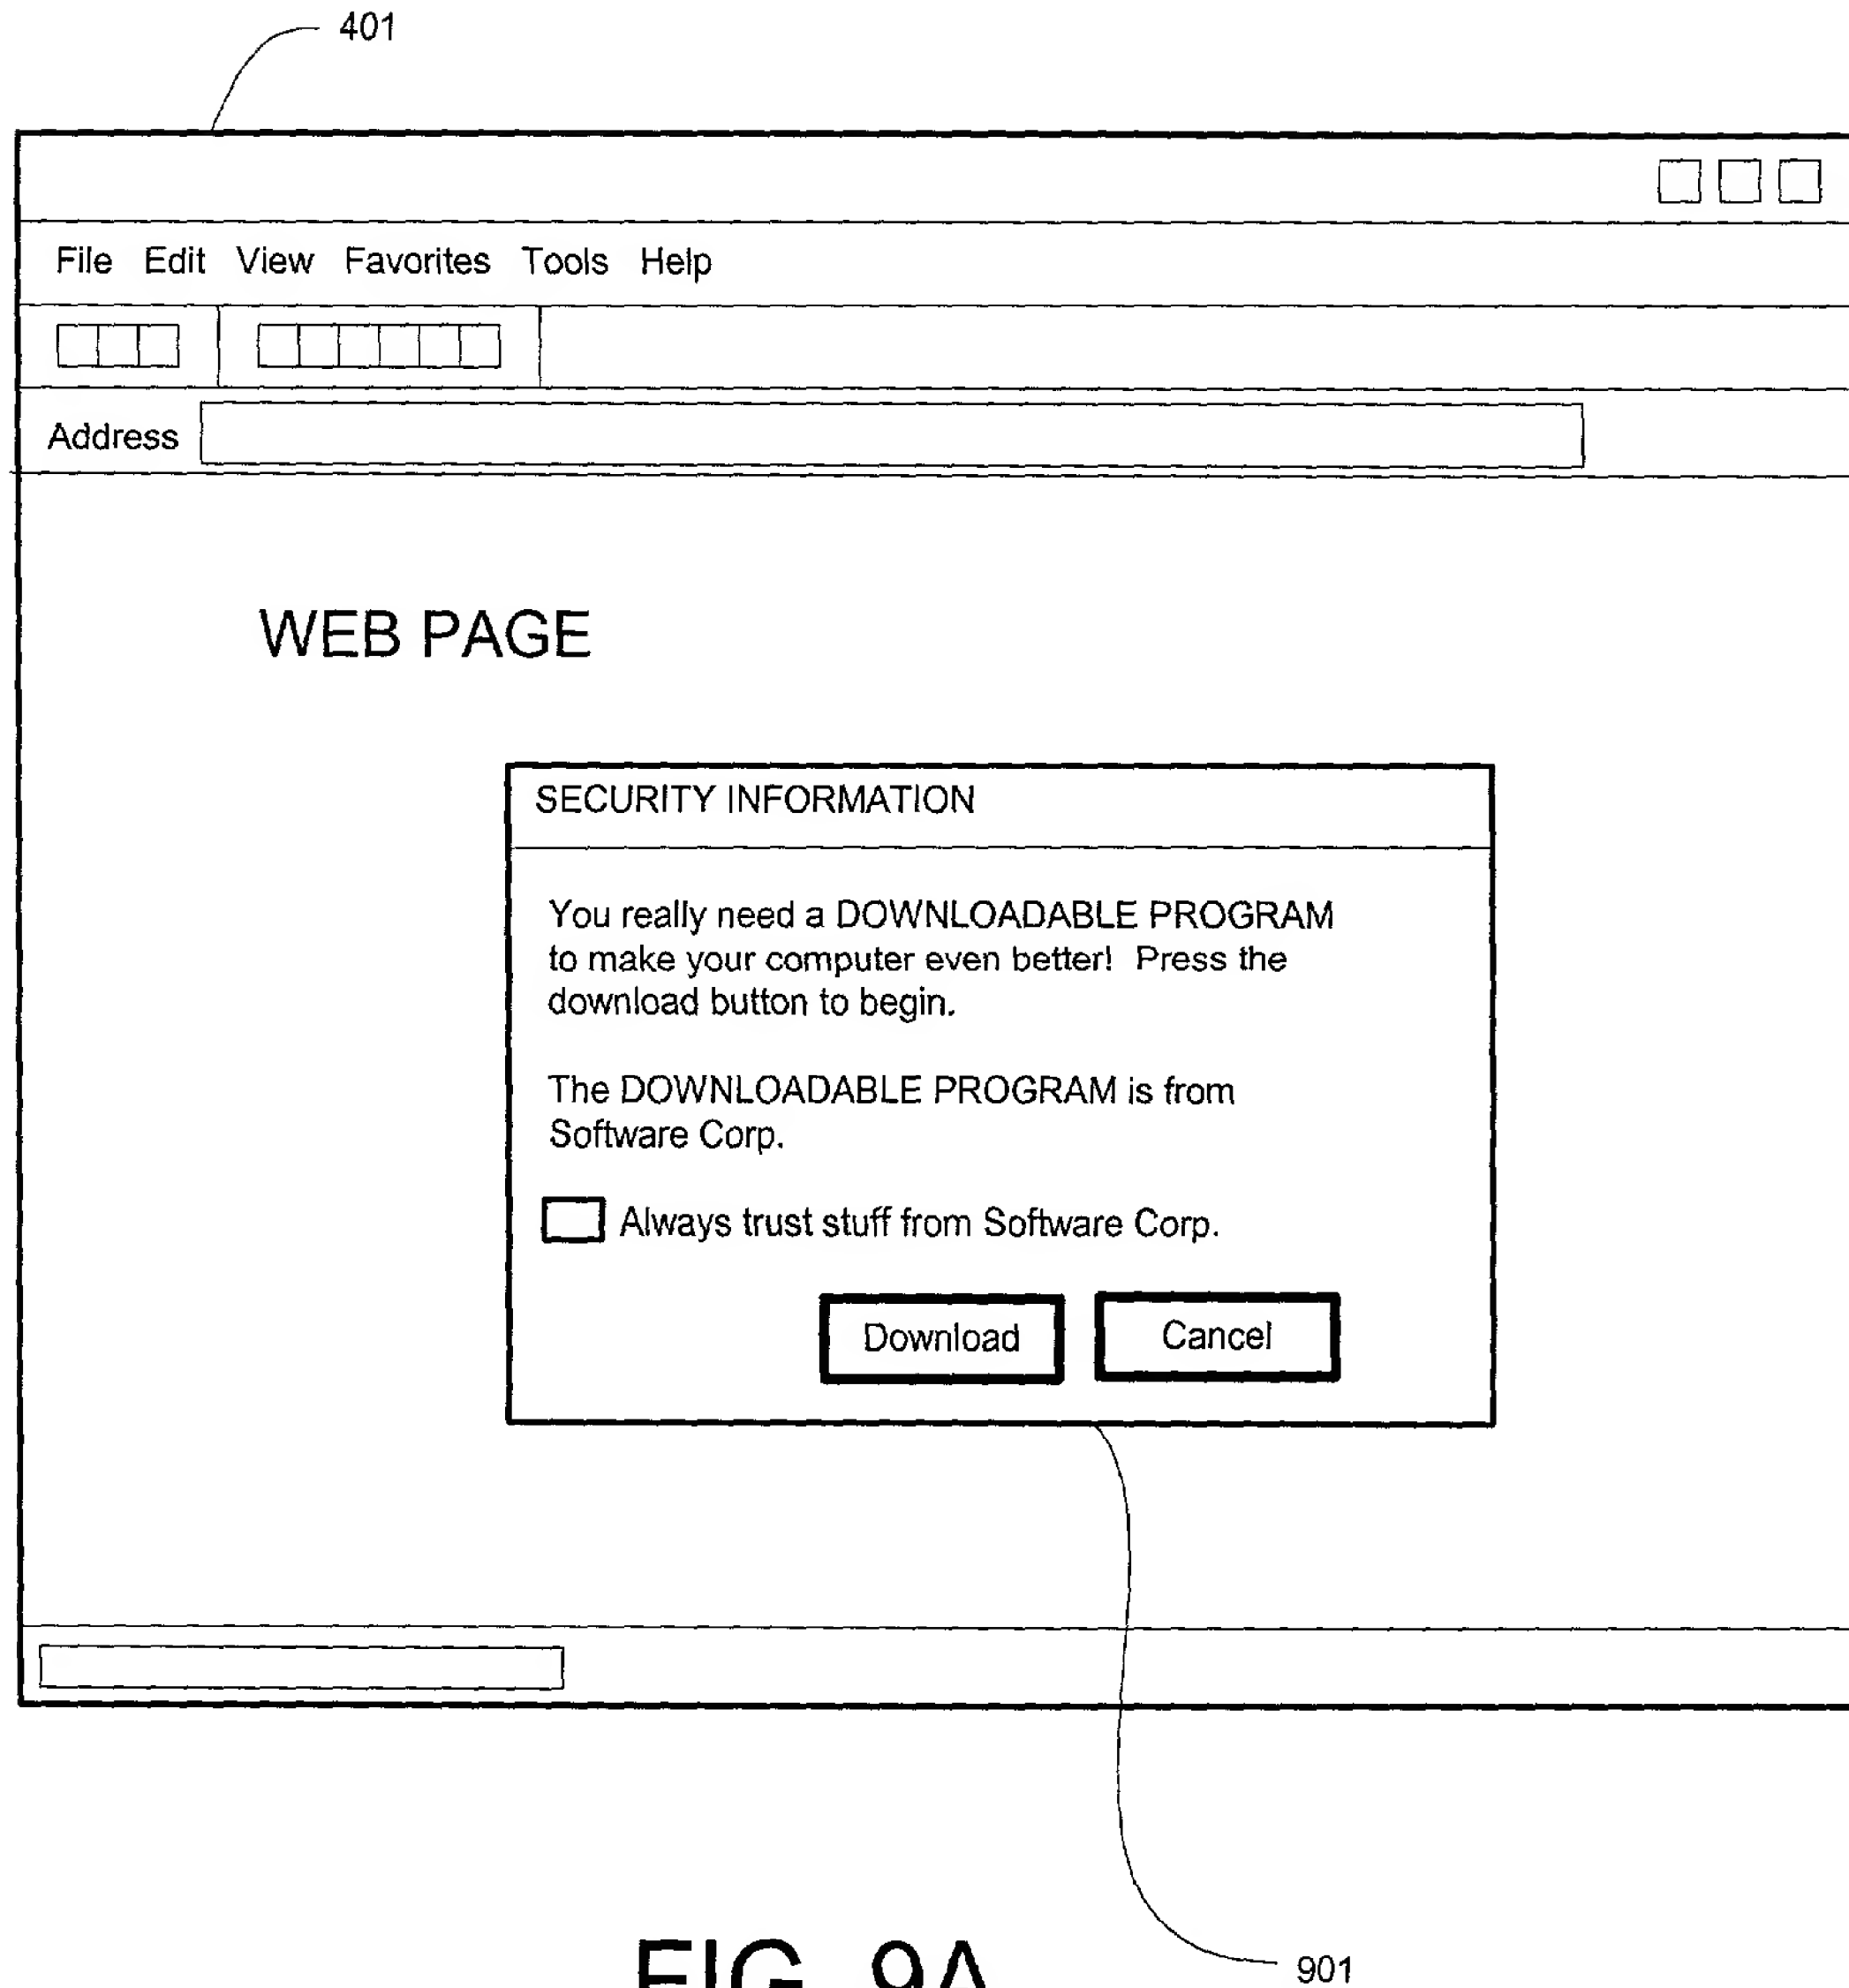 401
File Edit View Favorites Tools Help
Address
WEB PAGE
SECURITY INFORMATION
You really need a DOWNLOADABLE PROGRAM
to make your computer even better! Press the
download button to begin.
The DOWNLOADABLE PROGRAM is from
Software Corp.
Always trust stuff from Software Corp.
Download Cancel
FIG. 9A
901